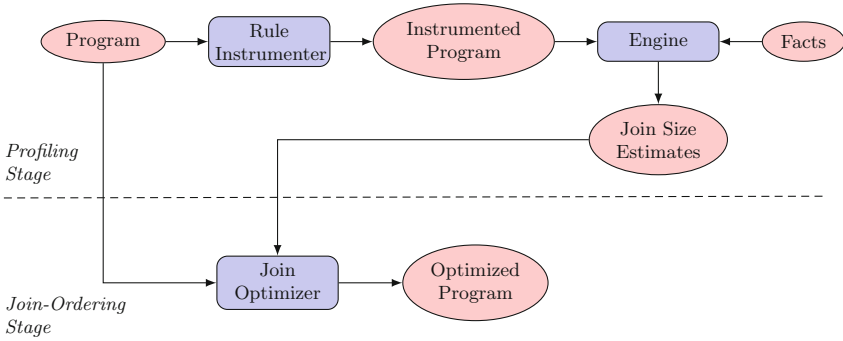 Program
Rule
Instrumenter
Instrumented
Program
Engine
Facts
Join Size
Estimates
Profiling
Stage
Join
Optimizer
Optimized
Program
Join-Ordering
Stage